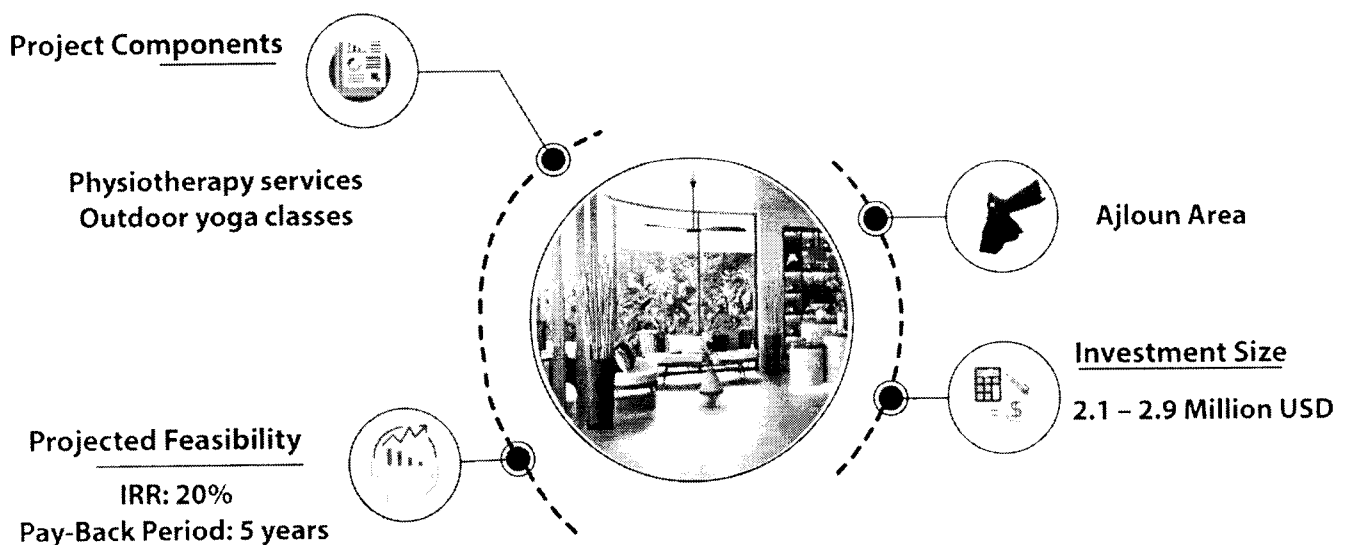 Project Components
Physiotherapy services
Outdoor yoga classes
Ajloun Area
Investment Size
2.1 – 2.9 Million USD
= $
Projected Feasibility
IRR: 20%
Pay-Back Period: 5 years